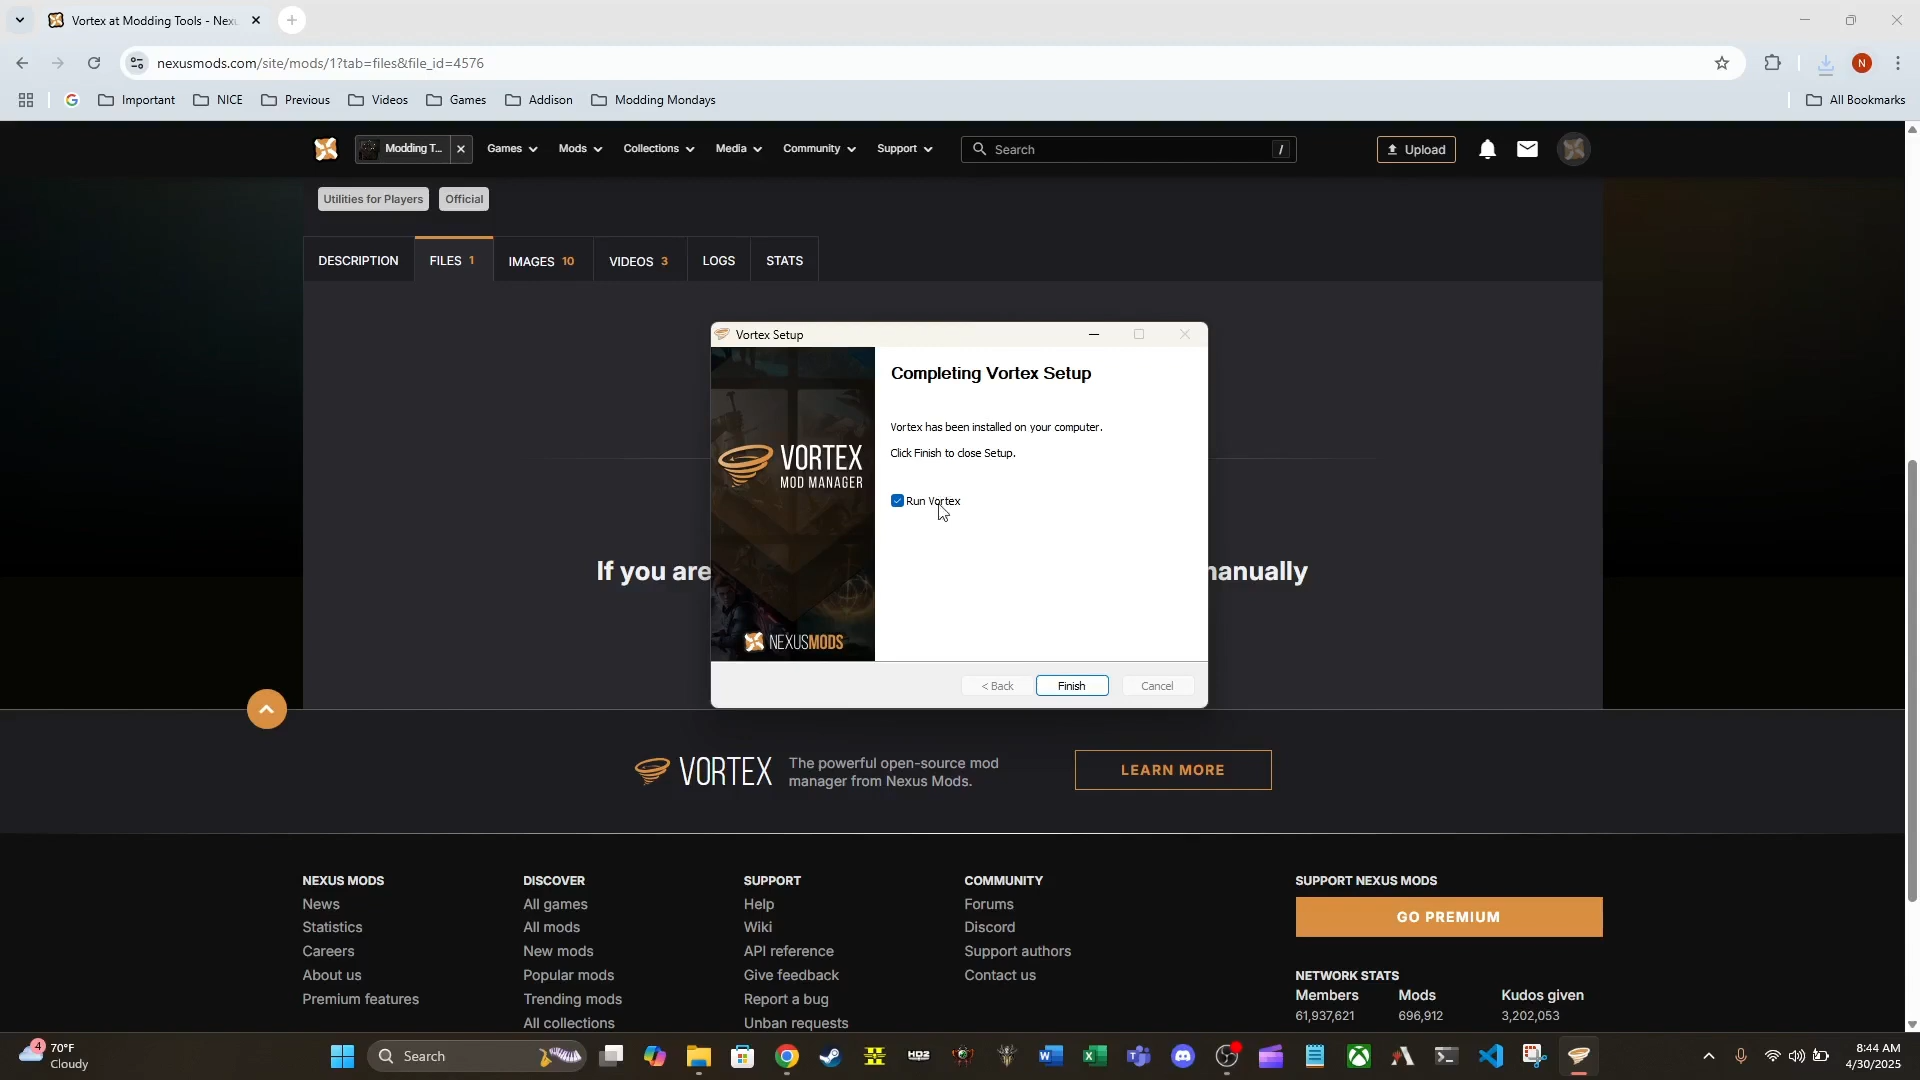 Vortex at Modding Tools - Nexu
nexusmods.com/site/mods/1?tab=files&file_id=4576
N
Important
NICE
Previous
Videos
Games
Addison
Modding Mondays
All Bookmarks
Modding T...
Games
Mods
Collections
Media
Community
Support
Search
/
Upload
Utilities for Players
Official
DESCRIPTION
FILES 1
IMAGES 10
VIDEOS 3
LOGS
STATS
Vortex Setup
Completing Vortex Setup
Vortex has been installed on your computer.
Click Finish to close Setup.
VORTEX
MOD MANAGER
Run Vortex
If you are
manually
NEXUSMODS
< Back
Finish
Cancel
VORTEX
The powerful open-source mod
manager from Nexus Mods.
LEARN MORE
NEXUS MODS
News
Statistics
Careers
About us
Premium features
DISCOVER
All games
All mods
New mods
Popular mods
Trending mods
All collections
SUPPORT
Help
Wiki
API reference
Give feedback
Report a bug
Unban requests
COMMUNITY
Forums
Discord
Support authors
Contact us
SUPPORT NEXUS MODS
GO PREMIUM
NETWORK STATS
Members
Mods
Kudos given
61,937,621
696,912
3,202,053
4
70°F
Cloudy
Search
HD2
8:44 AM
4/30/2025